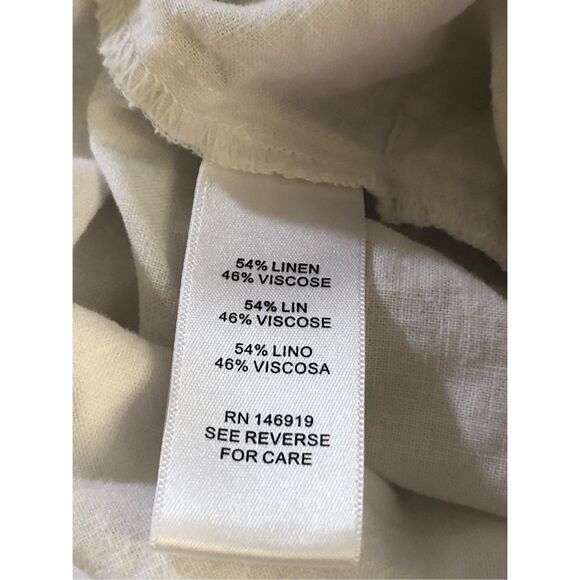 54% LINEN
46% VISCOSE
54% LIN
46% VISCOSE
54% LINO
46% VISCOSA
RN 146919
SEE REVERSE
FOR CARE